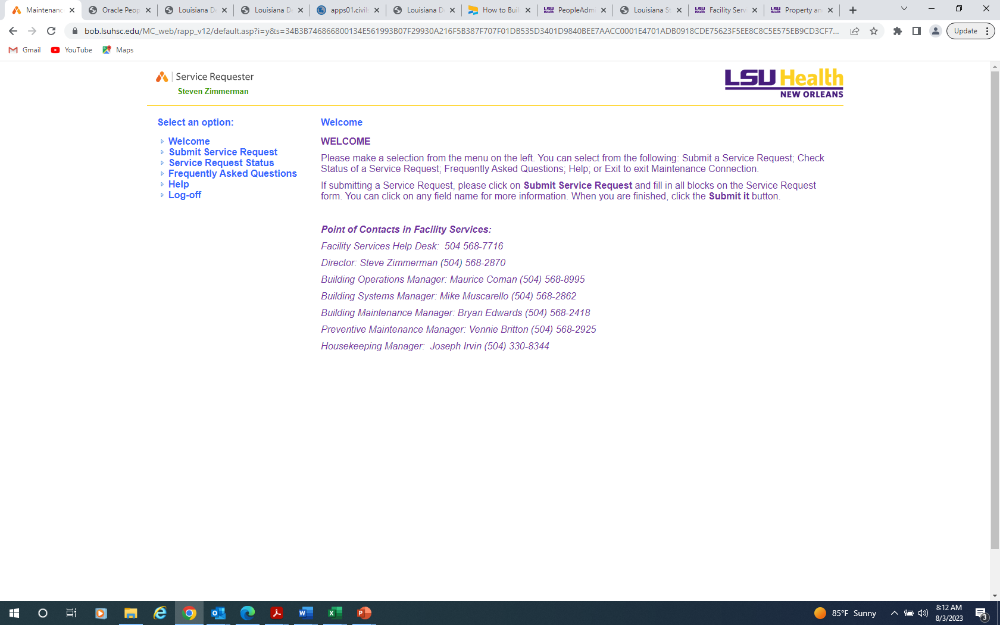 Maintenanc
Oracle Peop
Louisiana D
Louisiana D
apps01.civils
Louisiana D
How to Buil
PeopleAdmi
Louisiana St
Facility Serv
Property an
bob.lsuhsc.edu/MC_web/rapp_v12/default.asp?i=y&s=34B3B746866800134E561993B07F29930A216F5B387F707F01DB535D3401D9840BEE7AACC0001E4701ADB0918CDE75623F5EE8C8C5E575EB9CD3CF7...
Update
Gmail
YouTube
Maps
Service Requester
Steven Zimmerman
LSU Health
NEW ORLEANS
Select an option:
Welcome
Submit Service Request
Service Request Status
Frequently Asked Questions
Help
Log-off
Welcome
WELCOME
Please make a selection from the menu on the left. You can select from the following: Submit a Service Request; Check
Status of a Service Request; Frequently Asked Questions; Help; or Exit to exit Maintenance Connection.
If submitting a Service Request, please click on Submit Service Request and fill in all blocks on the Service Request
form. You can click on any field name for more information. When you are finished, click the Submit it button.
Point of Contacts in Facility Services:
Facility Services Help Desk: 504 568-7716
Director: Steve Zimmerman (504) 568-2870
Building Operations Manager: Maurice Coman (504) 568-8995
Building Systems Manager: Mike Muscarello (504) 568-2862
Building Maintenance Manager: Bryan Edwards (504) 568-2418
Preventive Maintenance Manager: Vennie Britton (504) 568-2925
Housekeeping Manager: Joseph Irvin (504) 330-8344
85°F Sunny
8:12 AM
8/3/2023
3